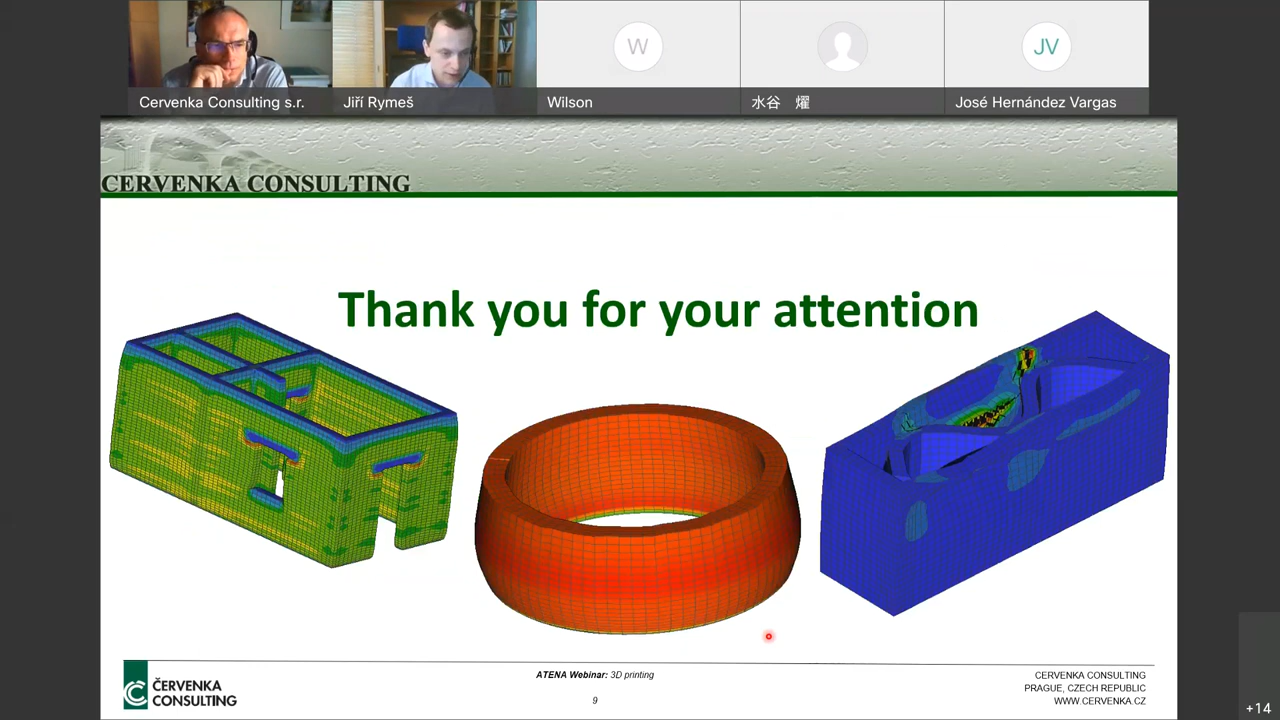 W
JV
Cervenka Consulting s.r.
Jiří Rymeš
Wilson
水谷　燿
José Hernández Vargas
CERVENKA CONSULTING
Thank you for your attention
ČERVENKA
CONSULTING
ATENA Webinar: 3D printing
9
CERVENKA CONSULTING
PRAGUE, CZECH REPUBLIC
WWW.CERVENKA.CZ
+14